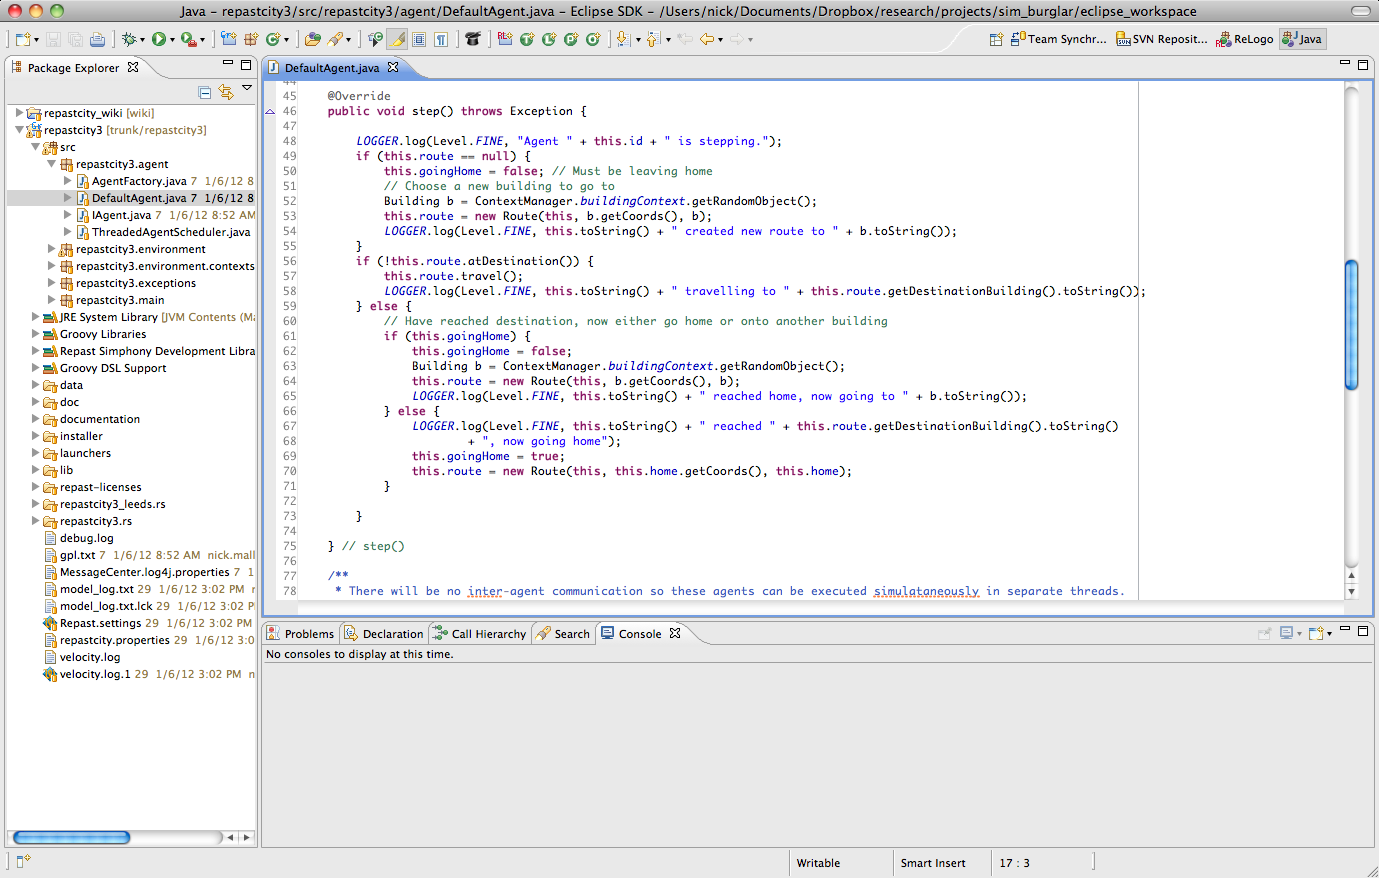 Java – repastcity3/src/repastcity3/agent/DefaultAgent.java – Eclipse SDK – /Users/nick/Documents/Dropbox/research/projects/sim_burglar/eclipse_workspace
Team Synchr... SVN Reposit... ReLogo Java
Package Explorer
repastcity_wiki [wiki]
repastcity3 [trunk/repastcity3]
src
repastcity3.agent
AgentFactory.java 7 1/6/12 8
DefaultAgent.java 7 1/6/12 8
IAgent.java 7 1/6/12 8:52 AM
ThreadedAgentScheduler.java
repastcity3.environment
repastcity3.environment.contexts
repastcity3.exceptions
repastcity3.main
JRE System Library [JVM Contents (Ma
Groovy Libraries
Repast Simphony Development Libra
Groovy DSL Support
data
doc
documentation
installer
launchers
lib
repast-licenses
repastcity3_leeds.rs
repastcity3.rs
debug.log
gpl.txt 7 1/6/12 8:52 AM nick.mall
MessageCenter.log4j.properties 7 1
model_log.txt 29 1/6/12 3:02 PM
model_log.txt.lck 29 1/6/12 3:02 P
Repast.settings 29 1/6/12 3:02 PM
repastcity.properties 29 1/6/12 3:0
velocity.log
velocity.log.1 29 1/6/12 3:02 PM n
DefaultAgent.java
44
45 @Override
46 public void step() throws Exception {
47
48 LOGGER.log(Level.FINE, "Agent " + this.id + " is stepping.");
49 if (this.route == null) {
50 this.goingHome = false; // Must be leaving home
51 // Choose a new building to go to
52 Building b = ContextManager.buildingContext.getRandomObject();
53 this.route = new Route(this, b.getCoords(), b);
54 LOGGER.log(Level.FINE, this.toString() + " created new route to " + b.toString());
55 }
56 if (!this.route.atDestination()) {
57 this.route.travel();
58 LOGGER.log(Level.FINE, this.toString() + " travelling to " + this.route.getDestinationBuilding().toString());
59 } else {
60 // Have reached destination, now either go home or onto another building
61 if (this.goingHome) {
62 this.goingHome = false;
63 Building b = ContextManager.buildingContext.getRandomObject();
64 this.route = new Route(this, b.getCoords(), b);
65 LOGGER.log(Level.FINE, this.toString() + " reached home, now going to " + b.toString());
66 } else {
67 LOGGER.log(Level.FINE, this.toString() + " reached " + this.route.getDestinationBuilding().toString()
68 + ", now going home");
69 this.goingHome = true;
70 this.route = new Route(this, this.home.getCoords(), this.home);
71 }
72
73 }
74
75 } // step()
76
77 /**
78 * There will be no inter-agent communication so these agents can be executed simulataneously in separate threads.
Problems Declaration Call Hierarchy Search Console
No consoles to display at this time.
Writable Smart Insert 17 : 3